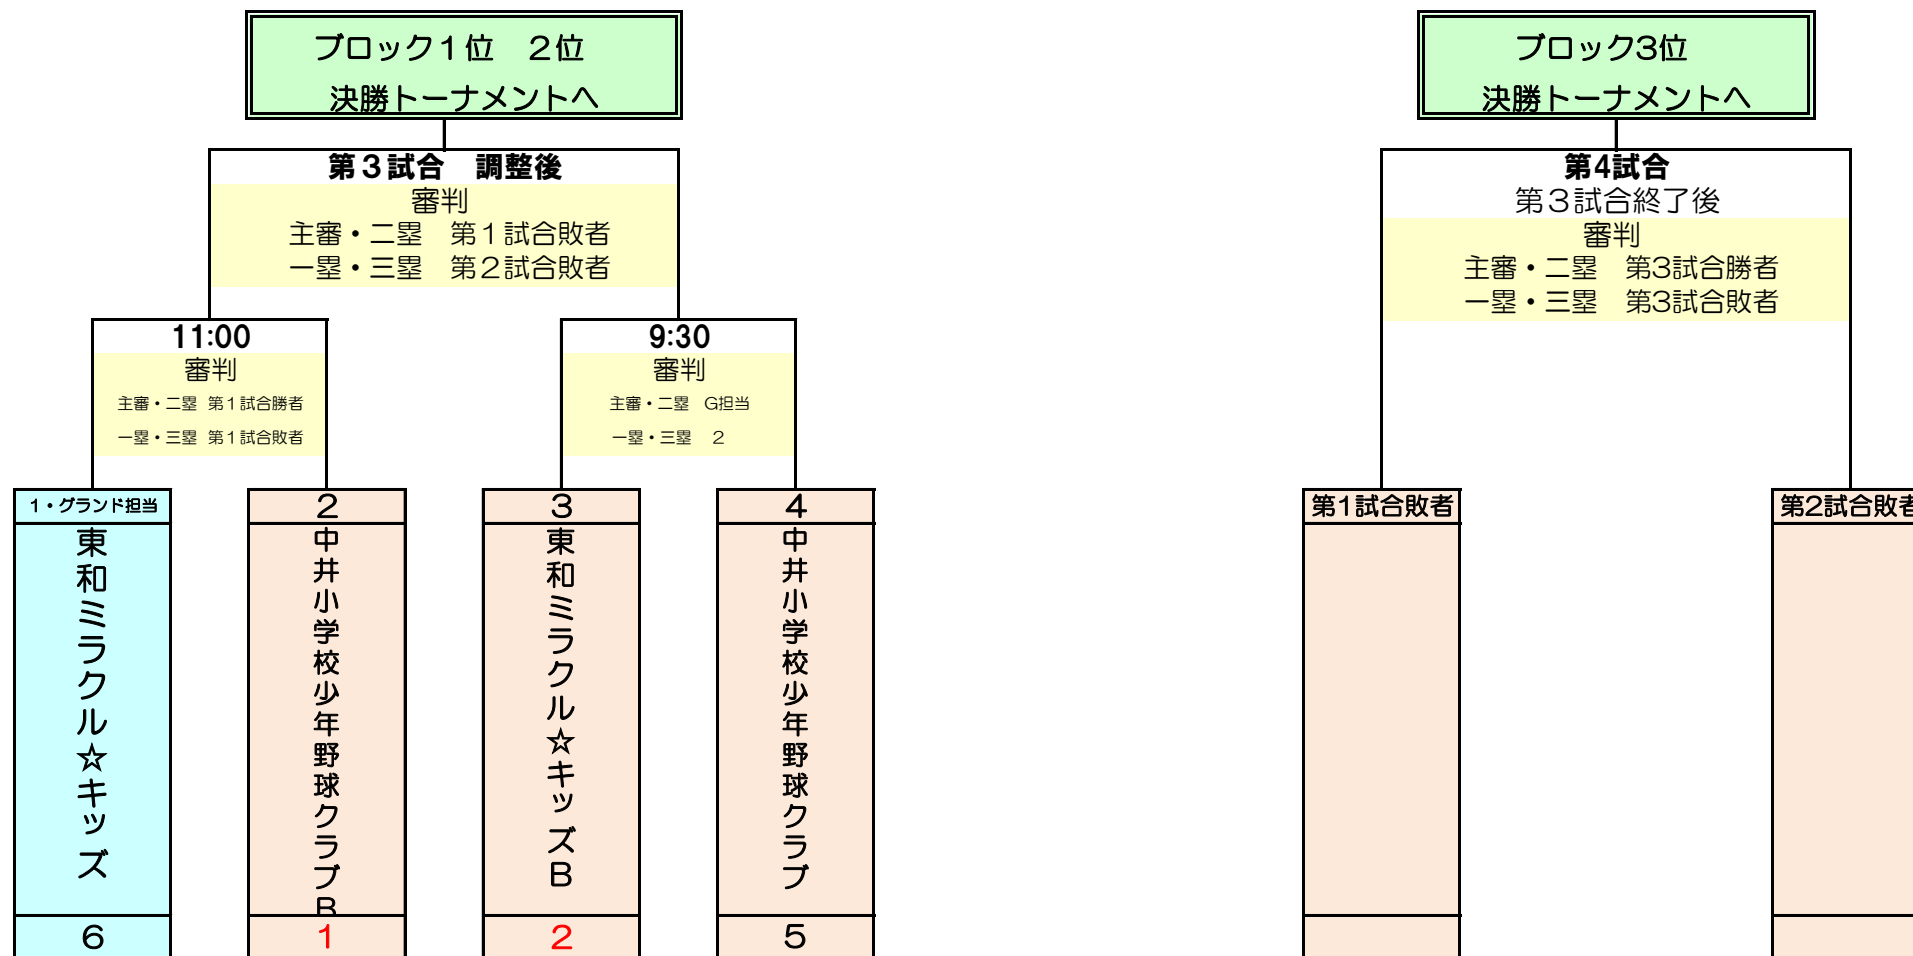 ブロック１位　２位
決勝トーナメントへ
第３試合　調整後
審判
主審・二塁　第１試合敗者
一塁・三塁　第２試合敗者
11:00
審判
主審・二塁 第１試合勝者
一塁・三塁 第１試合敗者
9:30
審判
主審・二塁　G担当
一塁・三塁　２
1・グランド担当
東和ミラクル☆キッズ
6
2
中井小学校少年野球クラブB
1
3
東和ミラクル☆キッズB
2
4
中井小学校少年野球クラブ
5
ブロック3位
決勝トーナメントへ
第4試合
第３試合終了後
審判
主審・二塁　第3試合勝者
一塁・三塁　第3試合敗者
第1試合敗者
第2試合敗者